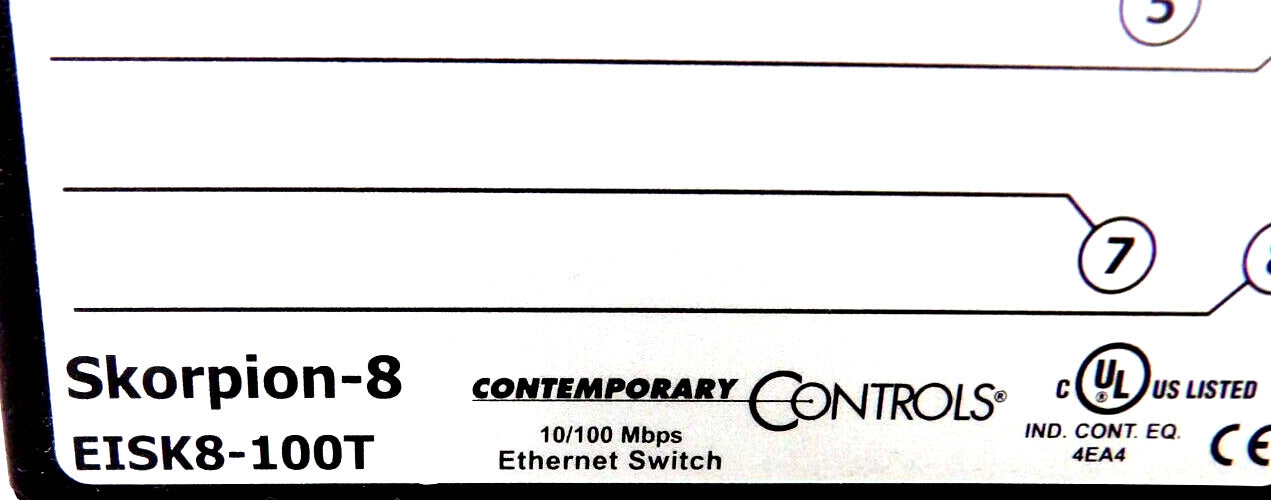 5
7
8
Skorpion-8
EISK8-100T
CONTEMPORARY CONTROLS®
10/100 Mbps
Ethernet Switch
C UL® US LISTED
IND. CONT. EQ.
4EA4
CE